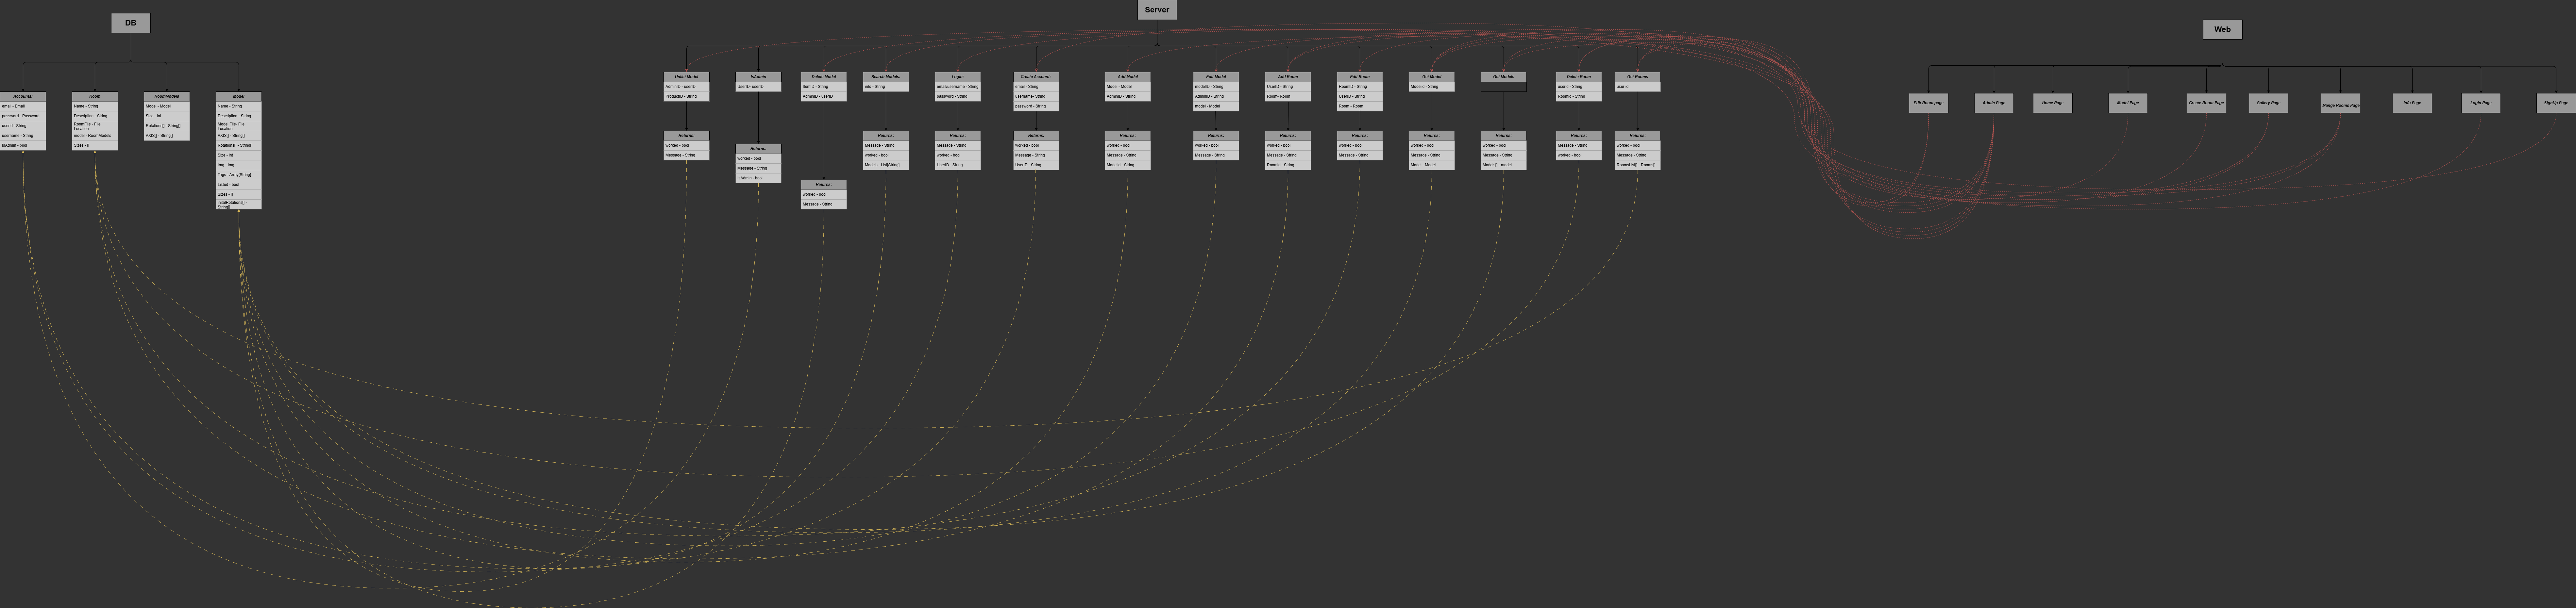 DB
Accounts:
email - Email
password - Password
userid - String
username - String
isAdmin - bool
Room
Name - String
Description - String
RoomFile - File
Location
model - RoomModels
Sizes - []
RoomModels
Model - Model
Size - int
Rotations[] - String[]
AXIS[] - String[]
Model
Name - String
Description - String
Model File- File
Location
AXIS[] - String[]
Rotations[] - String[]
Size - int
Img - img
Tags - Array(String)
Listed - bool
Sizes - []
intialRotations[] -
String[]
Server
Unlist Model
AdminID - userID
ProductID - String
Returns:
worked - bool
Message - String
IsAdmin
UserID: userID
Returns:
worked - bool
Message - String
isAdmin - bool
Delete Model
ItemID - String
AdminID - userID
Returns:
worked - bool
Message - String
Search Models:
info - String
Returns:
Message - String
worked - bool
Models - List[String]
Login:
email/username - String
password - String
Returns:
Message - String
worked - bool
UserID - String
Create Account:
email - String
username- String
password - String
Returns:
worked - bool
Message - String
UserID - String
Add Model
Model - Model
AdminID - String
Returns:
worked - bool
Message - String
ModelId - String
Edit Model
modelID - String
AdminID - String
model - Model
Returns:
worked - bool
Message - String
Add Room
UserID - String
Room- Room
Returns:
worked - bool
Message - String
RoomId - String
Edit Room
RoomID - String
UserID - String
Room - Room
Returns:
worked - bool
Message - String
Get Model
ModelId - String
Returns:
worked - bool
Message - String
Model - Model
Get Models
Returns:
worked - bool
Message - String
Models[] - model
Delete Room
userid - String
RoomId - String
Returns:
Message - String
worked - bool
Get Rooms
user id
Returns:
worked - bool
Message - String
RoomsList[] - Rooms[]
Web
Edit Room page
Admin Page
Home Page
Model Page
Create Room Page
Gallery Page
Mange Rooms Page
Info Page
Login Page
SignUp Page